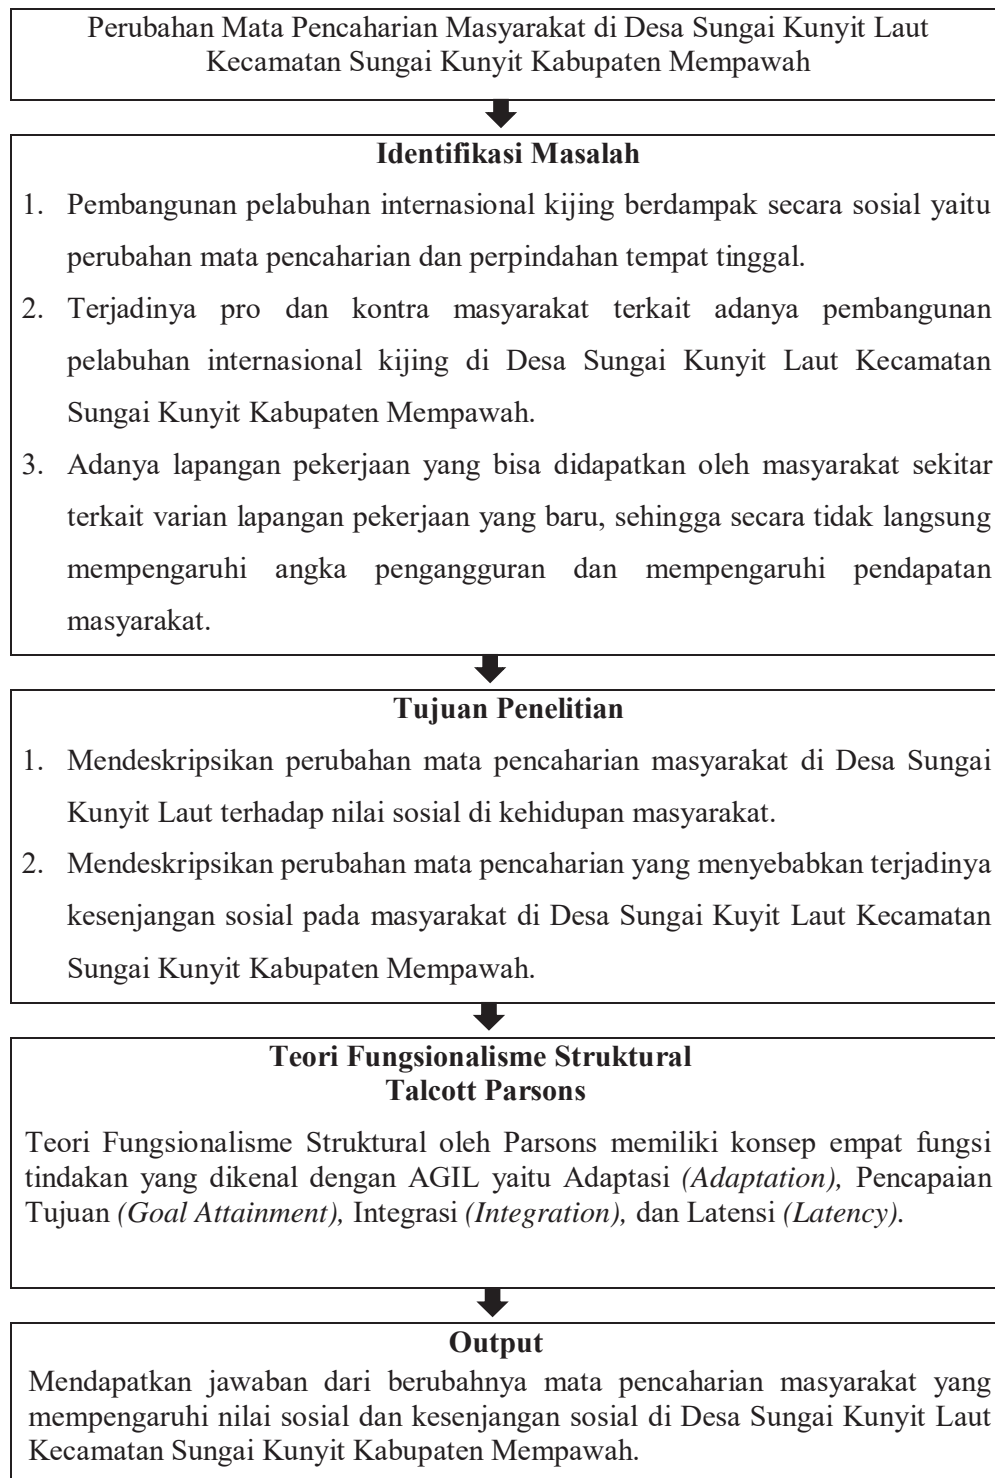 Perubahan Mata Pencaharian Masyarakat di Desa Sungai Kunyit Laut
Kecamatan Sungai Kunyit Kabupaten Mempawah
Identifikasi Masalah
1. Pembangunan pelabuhan internasional kijing berdampak secara sosial yaitu
perubahan mata pencaharian dan perpindahan tempat tinggal.
2. Terjadinya pro dan kontra masyarakat terkait adanya pembangunan
pelabuhan internasional kijing di Desa Sungai Kunyit Laut Kecamatan
Sungai Kunyit Kabupaten Mempawah.
3. Adanya lapangan pekerjaan yang bisa didapatkan oleh masyarakat sekitar
terkait varian lapangan pekerjaan yang baru, sehingga secara tidak langsung
mempengaruhi angka pengangguran dan mempengaruhi pendapatan
masyarakat.
Tujuan Penelitian
1. Mendeskripsikan perubahan mata pencaharian masyarakat di Desa Sungai
Kunyit Laut terhadap nilai sosial di kehidupan masyarakat.
2. Mendeskripsikan perubahan mata pencaharian yang menyebabkan terjadinya
kesenjangan sosial pada masyarakat di Desa Sungai Kuyit Laut Kecamatan
Sungai Kunyit Kabupaten Mempawah.
Teori Fungsionalisme Struktural
Talcott Parsons
Teori Fungsionalisme Struktural oleh Parsons memiliki konsep empat fungsi
tindakan yang dikenal dengan AGIL yaitu Adaptasi (Adaptation), Pencapaian
Tujuan (Goal Attainment), Integrasi (Integration), dan Latensi (Latency).
Output
Mendapatkan jawaban dari berubahnya mata pencaharian masyarakat yang
mempengaruhi nilai sosial dan kesenjangan sosial di Desa Sungai Kunyit Laut
Kecamatan Sungai Kunyit Kabupaten Mempawah.